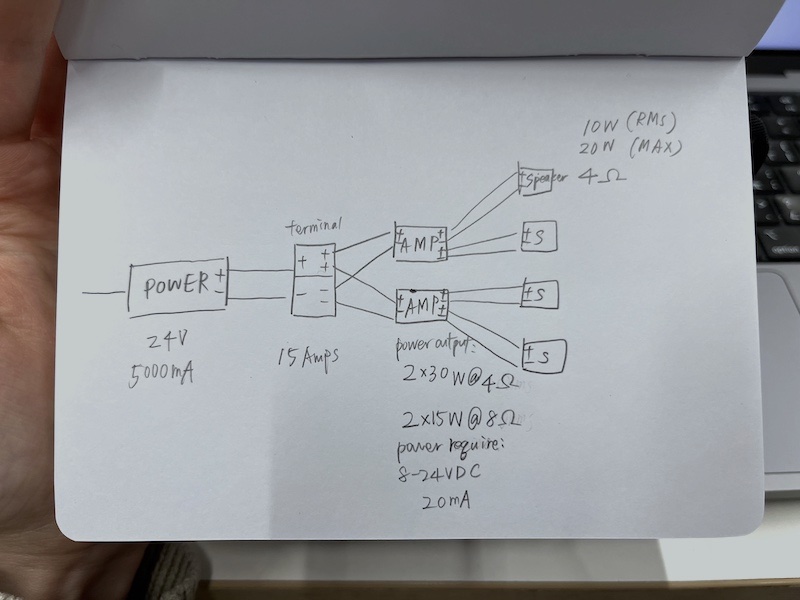 10W (RMS)
20W (MAX)
+ speaker 4Ω
-
terminal
+ +
+
- -
POWER +
-
+ AMP +
- -
+
-
+ S
-
+ AMP +
- -
+
-
+ S
-
+ S
-
24V
5000mA
15 Amps
power output:
2×30W@4Ω
2×15W@8Ω
power require:
8-24VDC
20mA